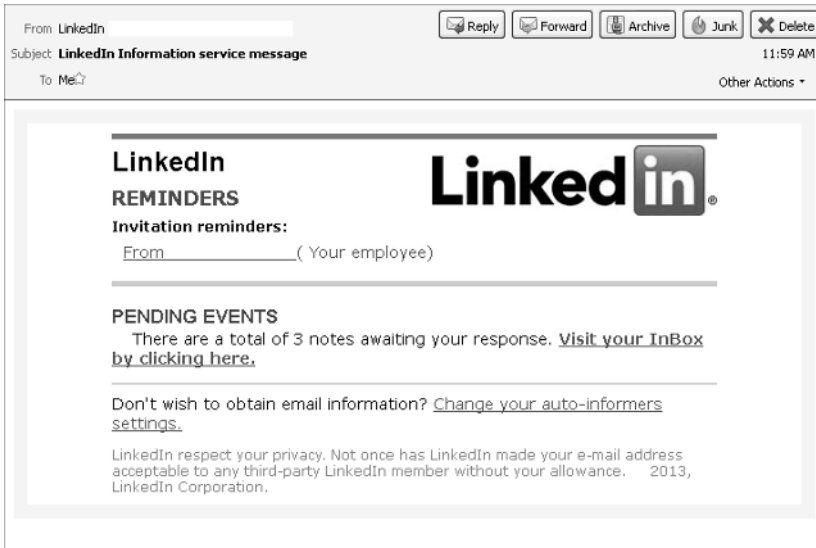 From LinkedIn
Reply Forward Archive Junk Delete
Subject LinkedIn Information service message
11:59 AM
To Me
Other Actions
LinkedIn
Linked in ®
REMINDERS
Invitation reminders:
From ( Your employee)
PENDING EVENTS
There are a total of 3 notes awaiting your response. Visit your InBox
by clicking here.
Don't wish to obtain email information? Change your auto-informers
settings.
LinkedIn respect your privacy. Not once has LinkedIn made your e-mail address
acceptable to any third-party LinkedIn member without your allowance. 2013,
LinkedIn Corporation.